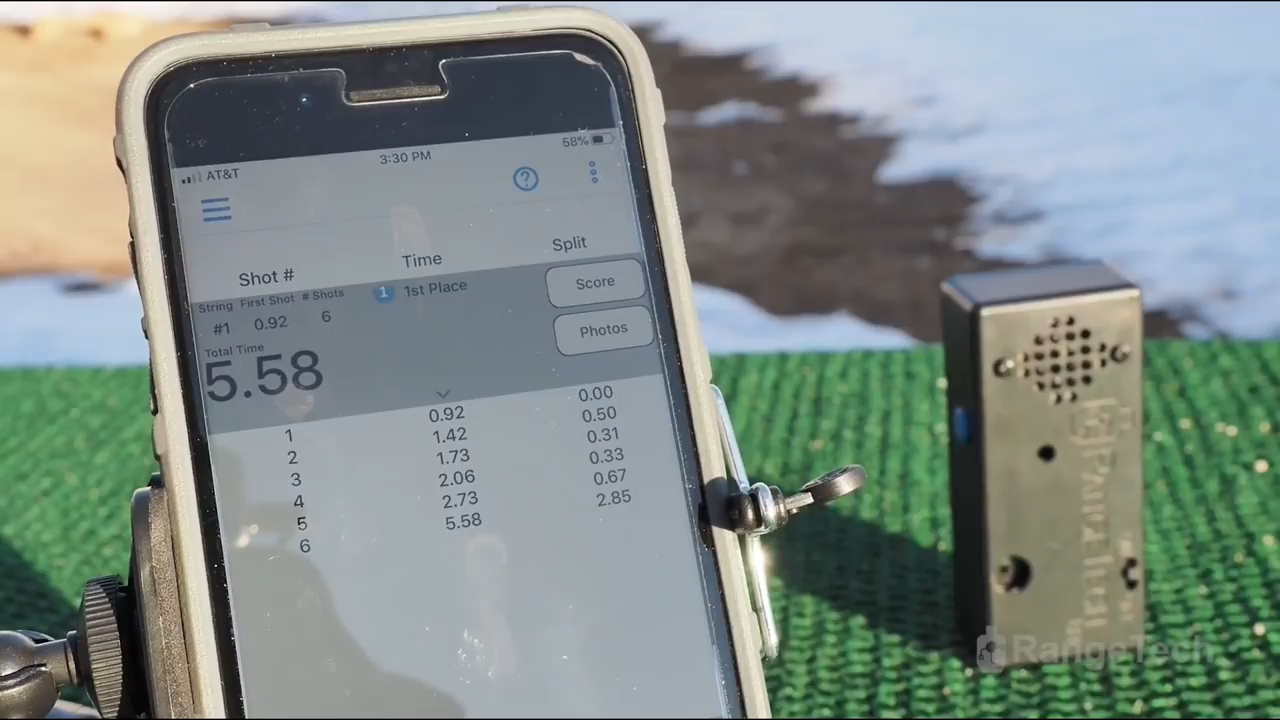 58%
3:30 PM
AT&T
Shot # Time Split
String First Shot # Shots 1 1st Place Score
#1 0.92 6
Photos
Total Time
5.58
1 0.92 0.00
2 1.42 0.50
3 1.73 0.31
4 2.06 0.33
5 2.73 0.67
6 5.58 2.85
RangeTech